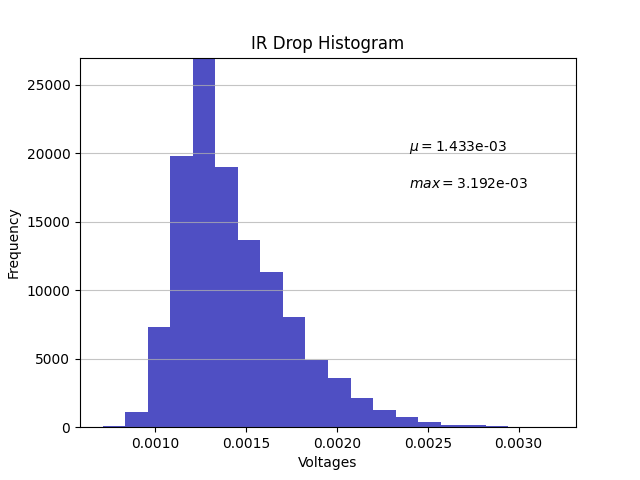 IR Drop Histogram
25000
20000
15000
10000
5000
0
Frequency
μ = 1.433e-03
max = 3.192e-03
0.0010 0.0015 0.0020 0.0025 0.0030
Voltages